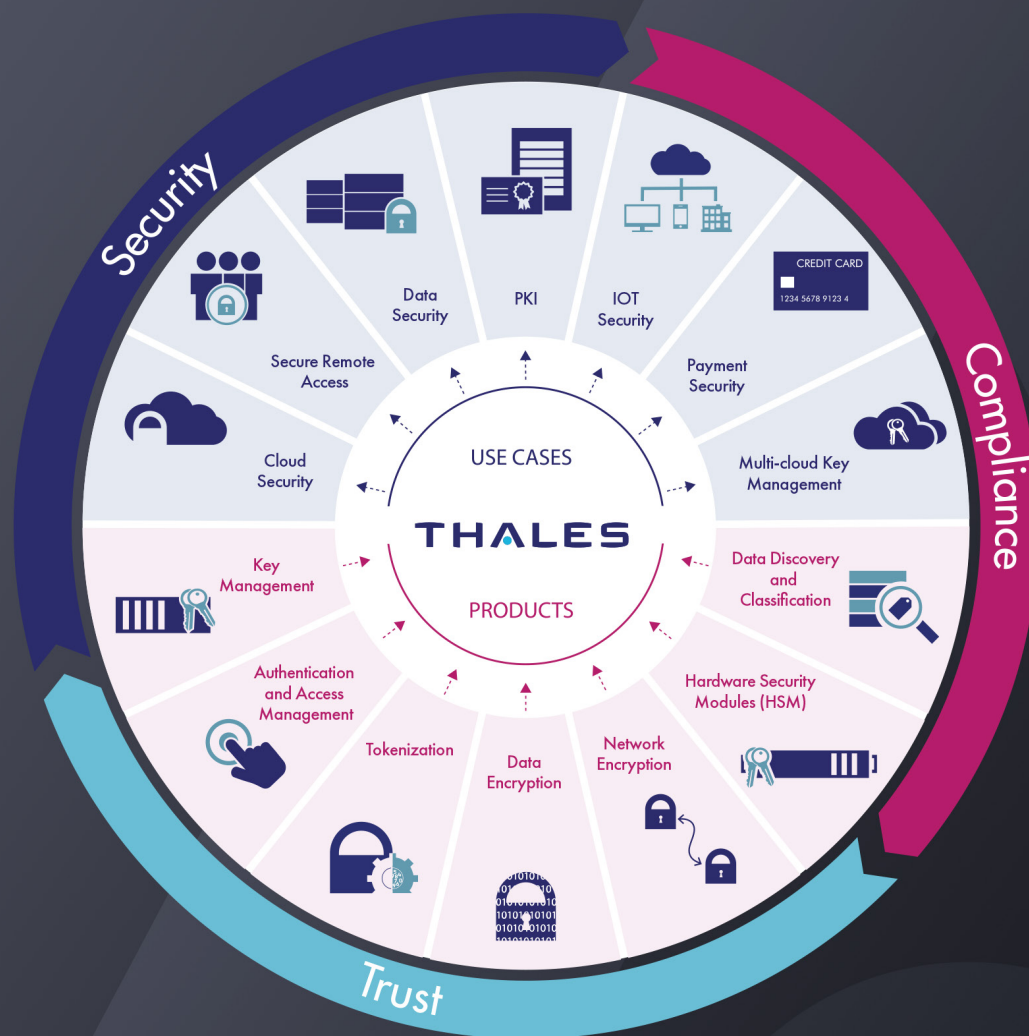 Security
Compliance
Trust
Data
Security
PKI
IOT
Security
CREDIT CARD
1234 5678 9123 4
Secure Remote
Access
Payment
Security
Cloud
Security
Multi-cloud Key
Management
USE CASES
THALES
PRODUCTS
Key
Management
Data Discovery
and
Classification
Authentication
and Access
Management
Hardware Security
Modules (HSM)
Tokenization
Data
Encryption
Network
Encryption